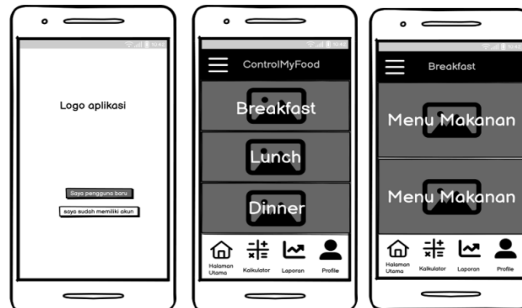 Logo aplikasi
Saya pengguna baru
saya sudah memiliki akun
ControlMyFood
Breakfast
Lunch
Dinner
Halaman Utama
Kalkulator
Laporan
Profile
Breakfast
Menu Makanan
Menu Makanan
Halaman Utama
Kalkulator
Laporan
Profile